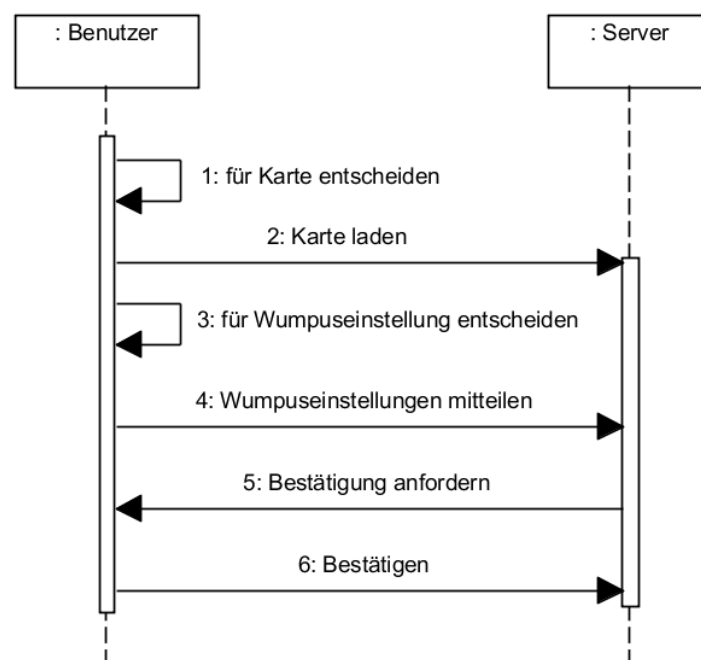 : Benutzer
: Server
1: für Karte entscheiden
2: Karte laden
3: für Wumpuseinstellung entscheiden
4: Wumpuseinstellungen mitteilen
5: Bestätigung anfordern
6: Bestätigen